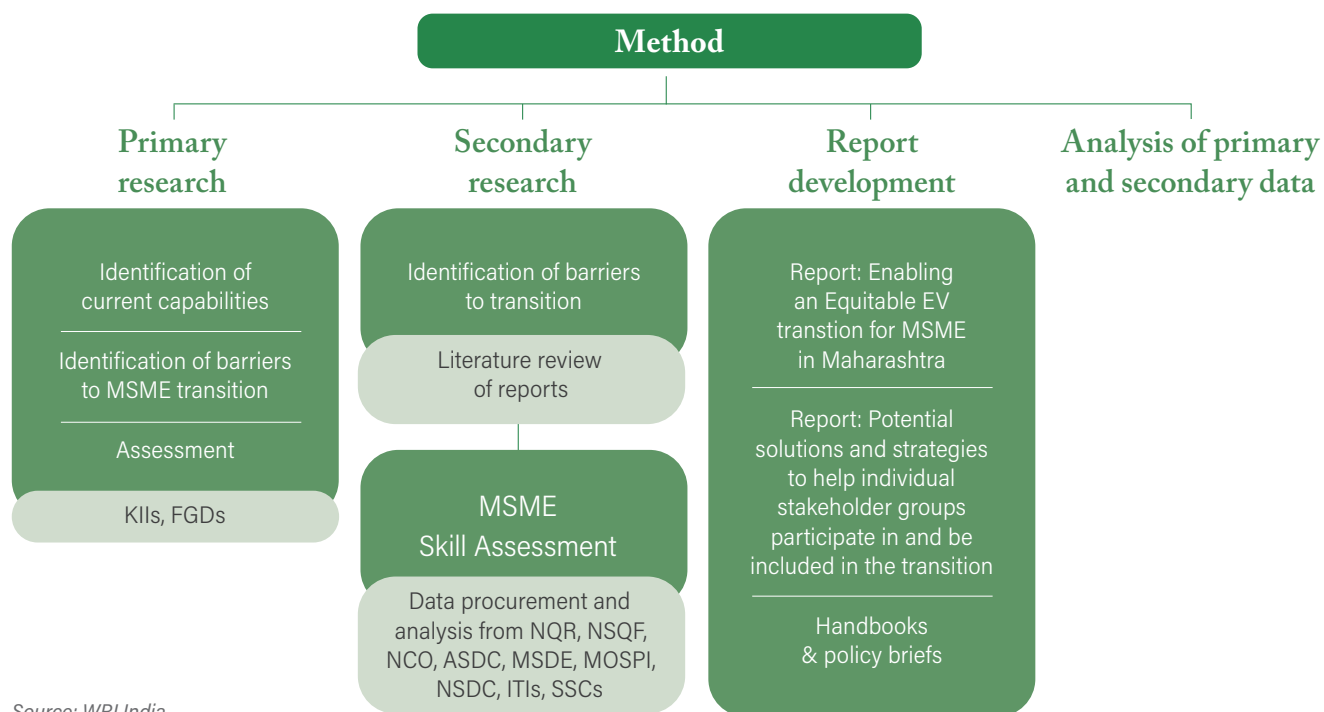 Method
Primary
research
Identification of
current capabilities
Identification of barriers
to MSME transition
Assessment
KIIs, FGDs
Secondary
research
Identification of barriers
to transition
Literature review
of reports
MSME
Skill Assessment
Data procurement and
analysis from NQR, NSQF,
NCO, ASDC, MSDE, MOSPI,
NSDC, ITIs, SSCs
Report
development
Report: Enabling
an Equitable EV
transtion for MSME
in Maharashtra
Report: Potential
solutions and strategies
to help individual
stakeholder groups
participate in and be
included in the transition
Handbooks
& policy briefs
Analysis of primary
and secondary data
Source: WRI India